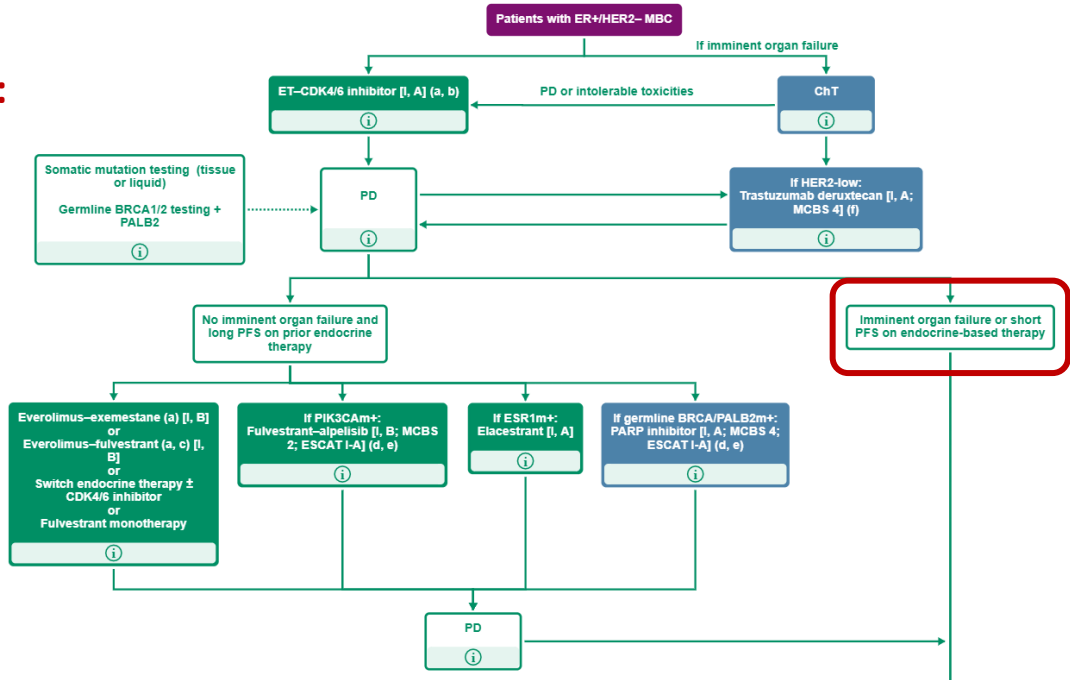 Patients with ER+/HER2– MBC
If imminent organ failure
:
ET–CDK4/6 inhibitor [I, A] (a, b)
i
PD or intolerable toxicities
ChT
i
Somatic mutation testing (tissue
or liquid)
Germline BRCA1/2 testing +
PALB2
i
PD
i
If HER2-low:
Trastuzumab deruxtecan [I, A;
MCBS 4] (f)
i
No imminent organ failure and
long PFS on prior endocrine
therapy
Imminent organ failure or short
PFS on endocrine-based therapy
Everolimus–exemestane (a) [I, B]
or
Everolimus–fulvestrant (a, c) [I,
B]
or
Switch endocrine therapy ±
CDK4/6 inhibitor
or
Fulvestrant monotherapy
i
If PIK3CAm+:
Fulvestrant–alpelisib [I, B; MCBS
2; ESCAT I-A] (d, e)
i
If ESR1m+:
Elacestrant [I, A]
i
If germline BRCA/PALB2m+:
PARP inhibitor [I, A; MCBS 4;
ESCAT I-A] (d, e)
i
PD
i